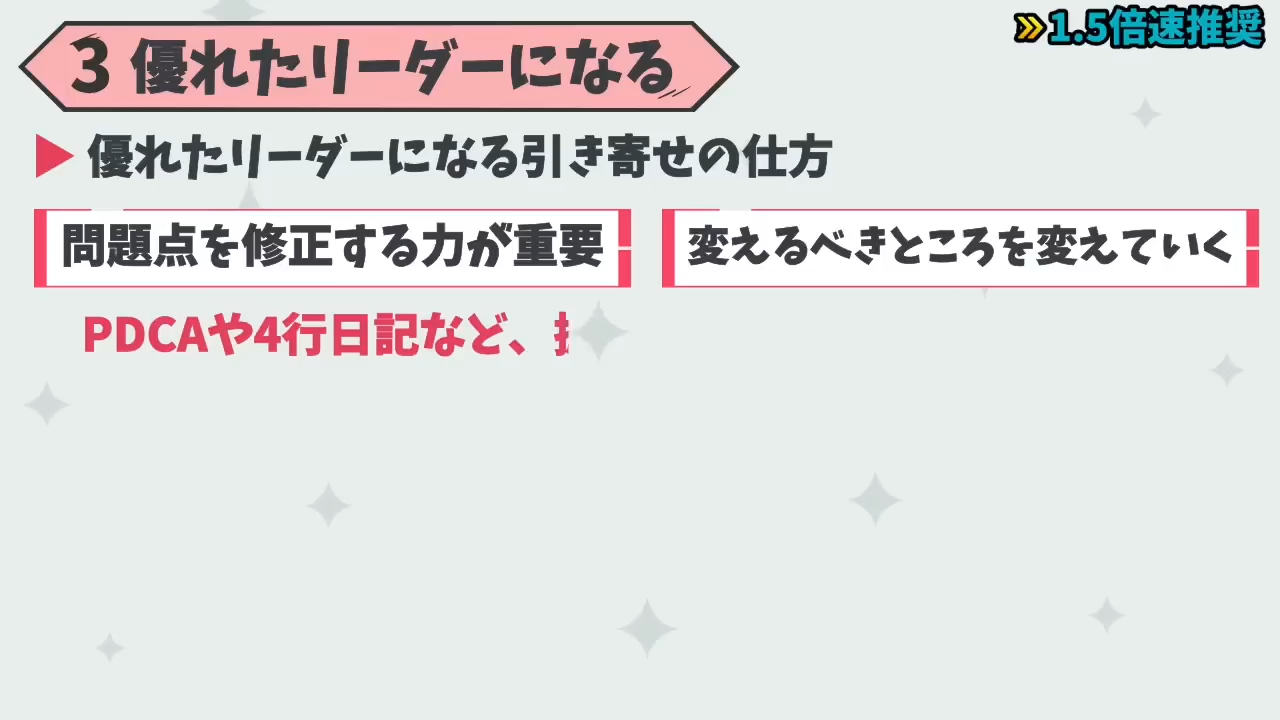 3 優れたリーダーになる
1.5倍速推奨
優れたリーダーになる引き寄せの仕方
問題点を修正する力が重要
変えるべきところを変えていく
PDCAや4行日記など、